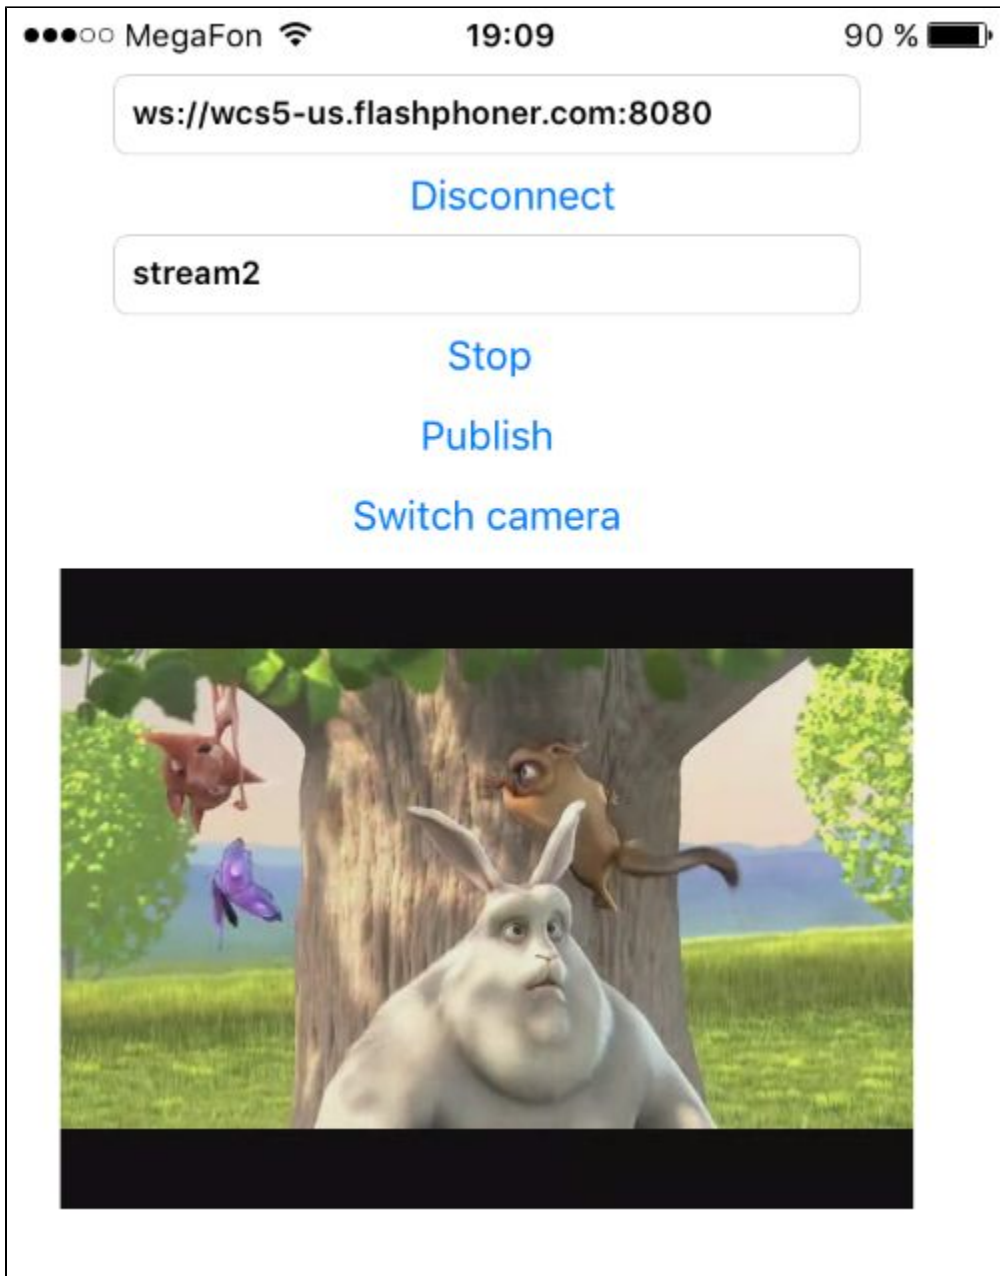 MegaFon 19:09 90 %
ws://wcs5-us.flashphoner.com:8080
Disconnect
stream2
Stop
Publish
Switch camera